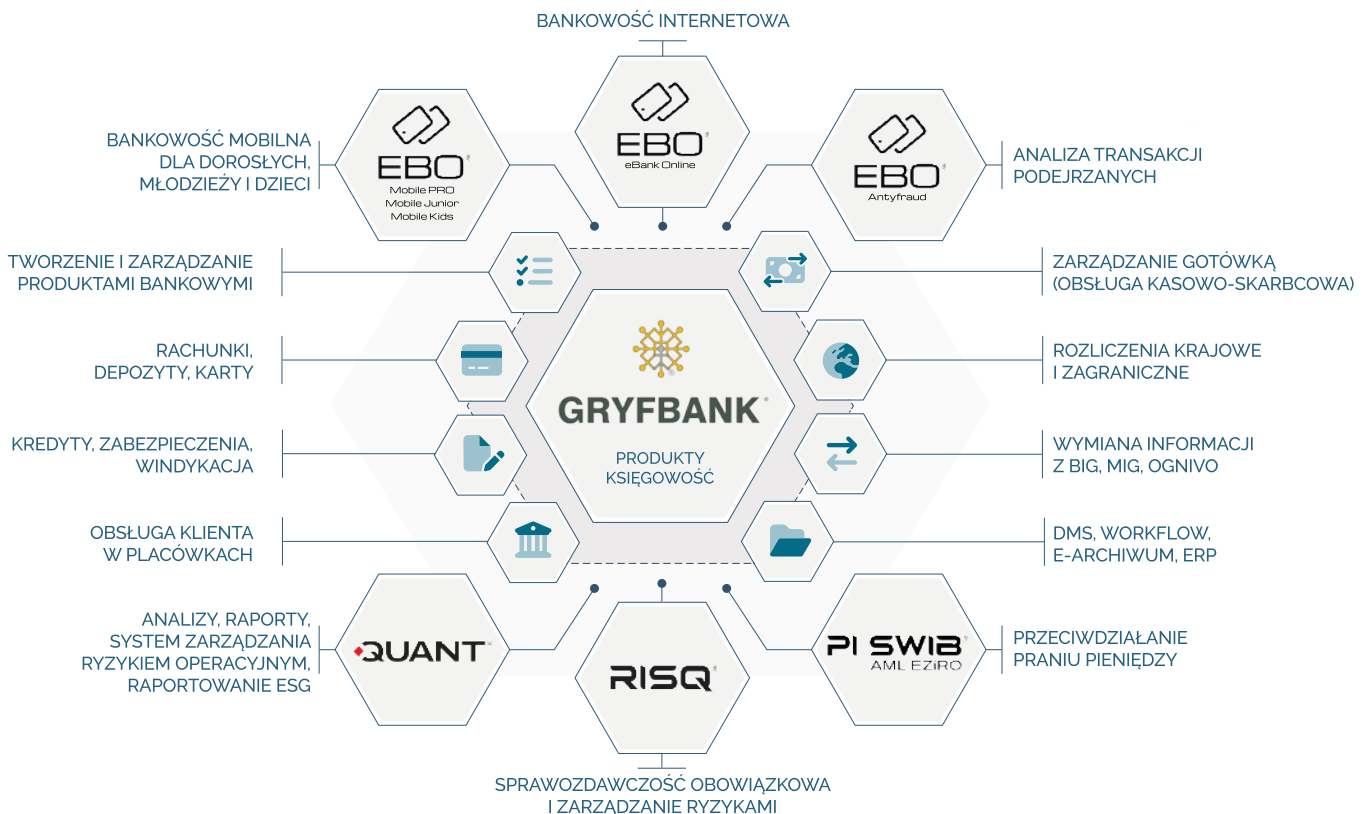 BANKOWOŚĆ INTERNETOWA
EBO
eBank Online
BANKOWOŚĆ MOBILNA
DLA DOROSŁYCH,
MŁODZIEŻY I DZIECI
EBO
Mobile PRO
Mobile Junior
Mobile Kids
EBO
Antyfraud
ANALIZA TRANSAKCJI
PODEJRZANYCH
TWORZENIE I ZARZĄDZANIE
PRODUKTAMI BANKOWYMI
ZARZĄDZANIE GOTÓWKĄ
(OBSŁUGA KASOWO-SKARBCOWA)
RACHUNKI,
DEPOZYTY, KARTY
ROZLICZENIA KRAJOWE
I ZAGRANICZNE
GRYFBANK
PRODUKTY
KSIĘGOWOŚĆ
KREDYTY, ZABEZPIECZENIA,
WINDYKACJA
WYMIANA INFORMACJI
Z BIG, MIG, OGNIVO
OBSŁUGA KLIENTA
W PLACÓWKACH
DMS, WORKFLOW,
E-ARCHIWUM, ERP
ANALIZY, RAPORTY,
SYSTEM ZARZĄDZANIA
RYZYKIEM OPERACYJNYM,
RAPORTOWANIE ESG
QUANT
RISQ
PI SWIB
AML EZiRO
PRZECIWDZIAŁANIE
PRANIU PIENIĘDZY
SPRAWOZDAWCZOŚĆ OBOWIĄZKOWA
I ZARZĄDZANIE RYZYKAMI